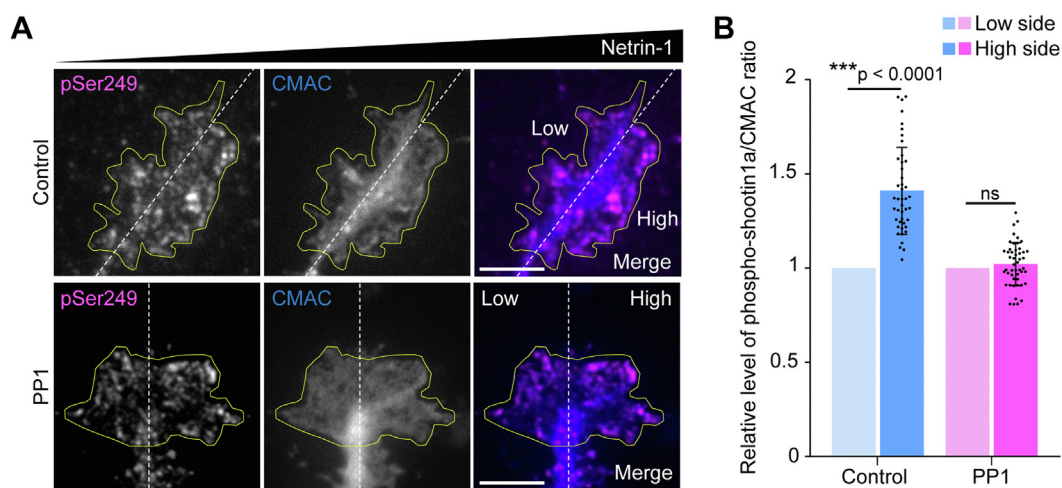 A
Netrin-1
Control
pSer249
CMAC
Low
High
Merge
PP1
pSer249
CMAC
Low
High
Merge
B
Low side
High side
Relative level of phospho-shootin1a/CMAC ratio
2
1.5
1
0.5
0
***p < 0.0001
ns
Control
PP1